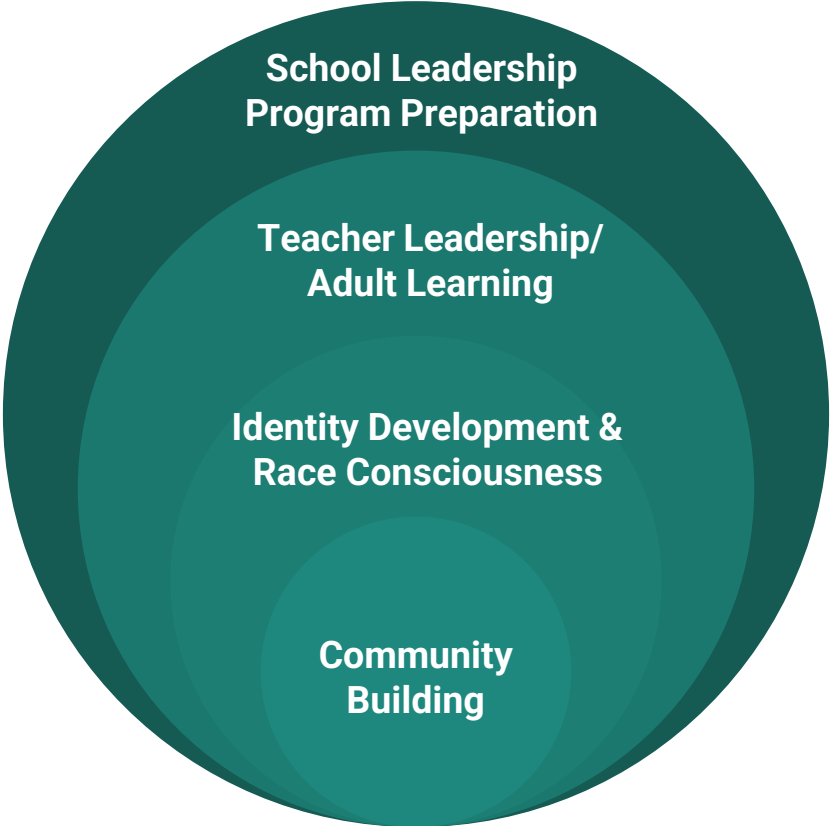 School Leadership
Program Preparation
Teacher Leadership/
Adult Learning
Identity Development &
Race Consciousness
Community
Building